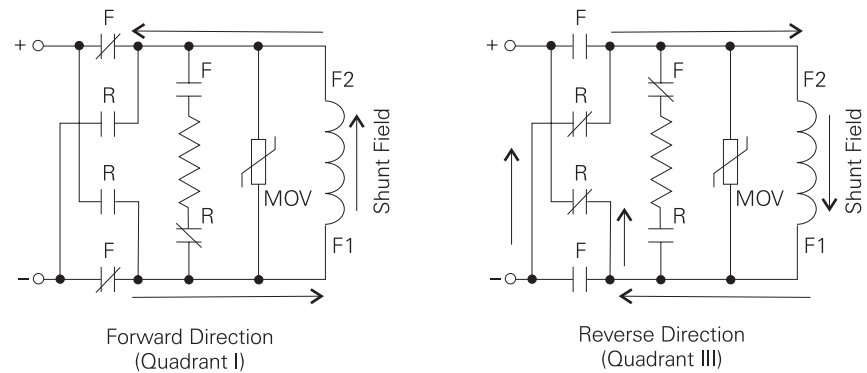 F
+
F
F2
R
R
MOV
Shunt Field
R
F1
F
−
Forward Direction
(Quadrant I)
F
+
F
F2
R
R
MOV
Shunt Field
R
F1
F
−
Reverse Direction
(Quadrant III)